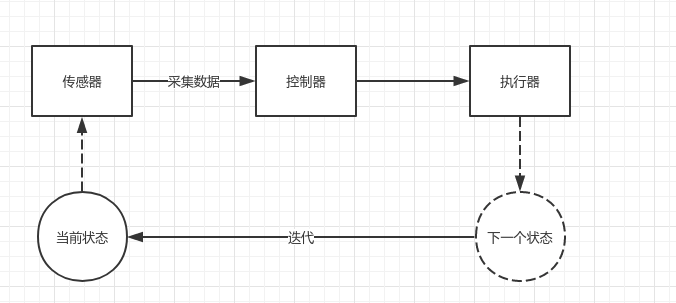 传感器
采集数据
控制器
执行器
当前状态
迭代
下一个状态